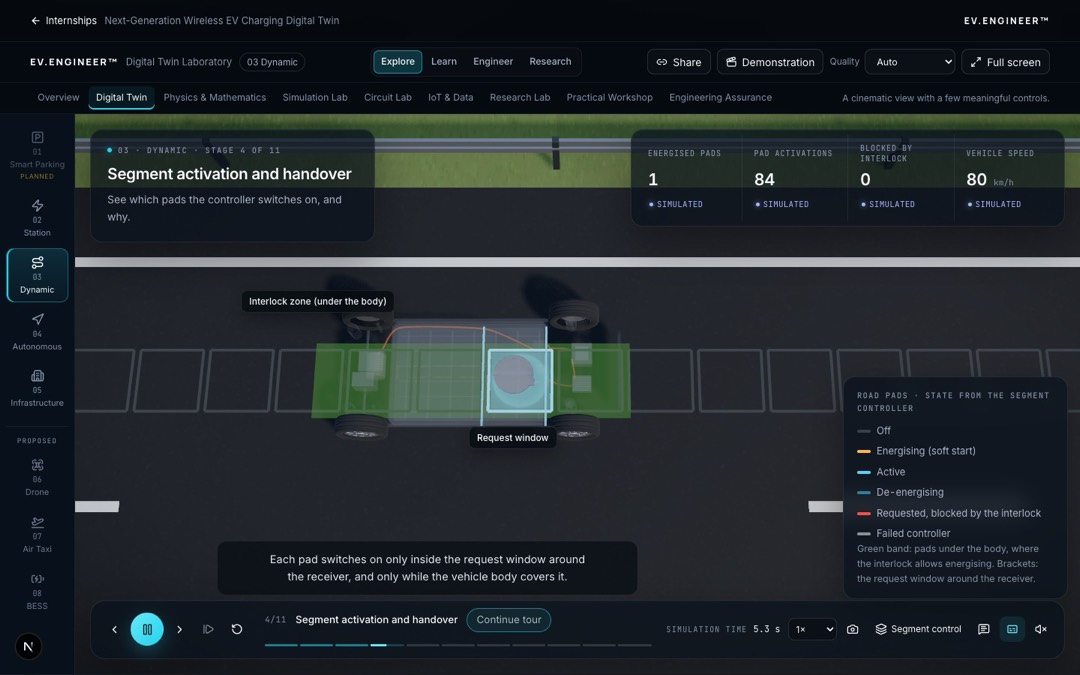 Internships Next-Generation Wireless EV Charging Digital Twin EV.ENGINEER™
EV.ENGINEER™ Digital Twin Laboratory 03 Dynamic Explore Learn Engineer Research Share Demonstration Quality Auto Full screen
Overview Digital Twin Physics & Mathematics Simulation Lab Circuit Lab IoT & Data Research Lab Practical Workshop Engineering Assurance A cinematic view with a few meaningful controls.
01
Smart Parking
PLANNED
02
Station
03
Dynamic
04
Autonomous
05
Infrastructure
PROPOSED
06
Drone
07
Air Taxi
08
BESS
N
03 · DYNAMIC · STAGE 4 OF 11
Segment activation and handover
See which pads the controller switches on, and
why.
ENERGISED PADS
1
SIMULATED
PAD ACTIVATIONS
84
SIMULATED
BLOCKED BY
INTERLOCK
0
SIMULATED
VEHICLE SPEED
80 km/h
SIMULATED
Interlock zone (under the body)
Request window
ROAD PADS · STATE FROM THE SEGMENT
CONTROLLER
Off
Energising (soft start)
Active
De-energising
Requested, blocked by the interlock
Failed controller
Green band: pads under the body, where
the interlock allows energising. Brackets:
the request window around the receiver.
Each pad switches on only inside the request window around
the receiver, and only while the vehicle body covers it.
4/11 Segment activation and handover Continue tour
SIMULATION TIME 5.3 s 1× Segment control